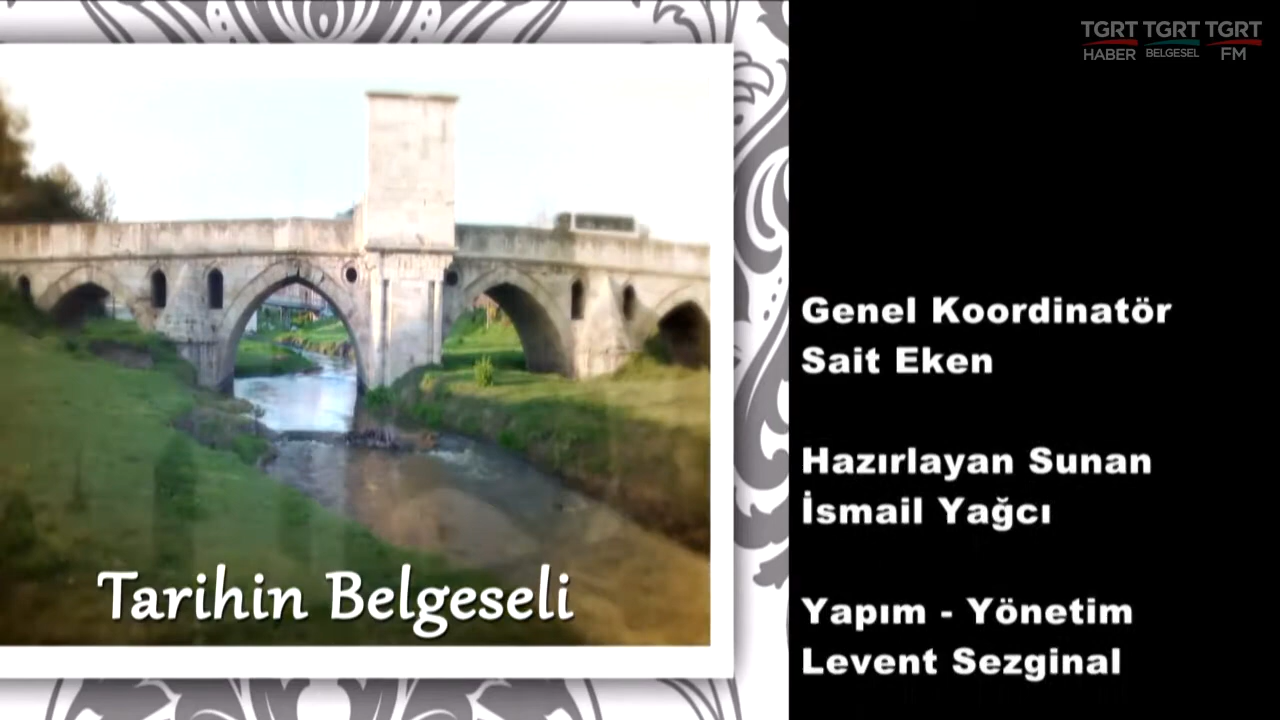 TGRT TGRT TGRT
HABER BELGESEL FM
Genel Koordinatör
Sait Eken
Hazırlayan Sunan
İsmail Yağcı
Yapım - Yönetim
Levent Sezginal
Tarihin Belgeseli